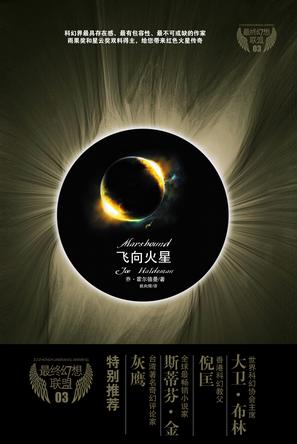 科幻界最具存在感、最有包容性、最不可或缺的作家
雨果奖和星云奖双料得主，给您带来红色火星传奇
最终幻想
联盟
03
Marsbound
飞向火星
Joe Haldeman
乔·霍尔德曼/著
最终幻想
联盟
03
特别推荐
世界科幻协会主席
大卫·布林
香港科幻教父
倪匡
全球最畅销小说家
斯蒂芬·金
台湾著名奇幻评论家
灰鹰